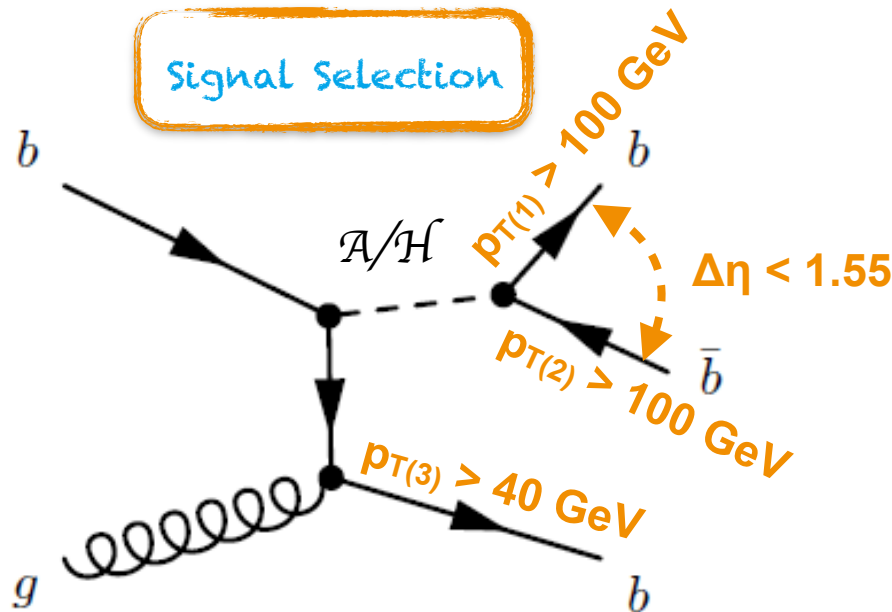 Signal Selection
b
A/H
pT(1) > 100 GeV
b
Δη < 1.55
pT(2) > 100 GeV
b̄
pT(3) > 40 GeV
g
b